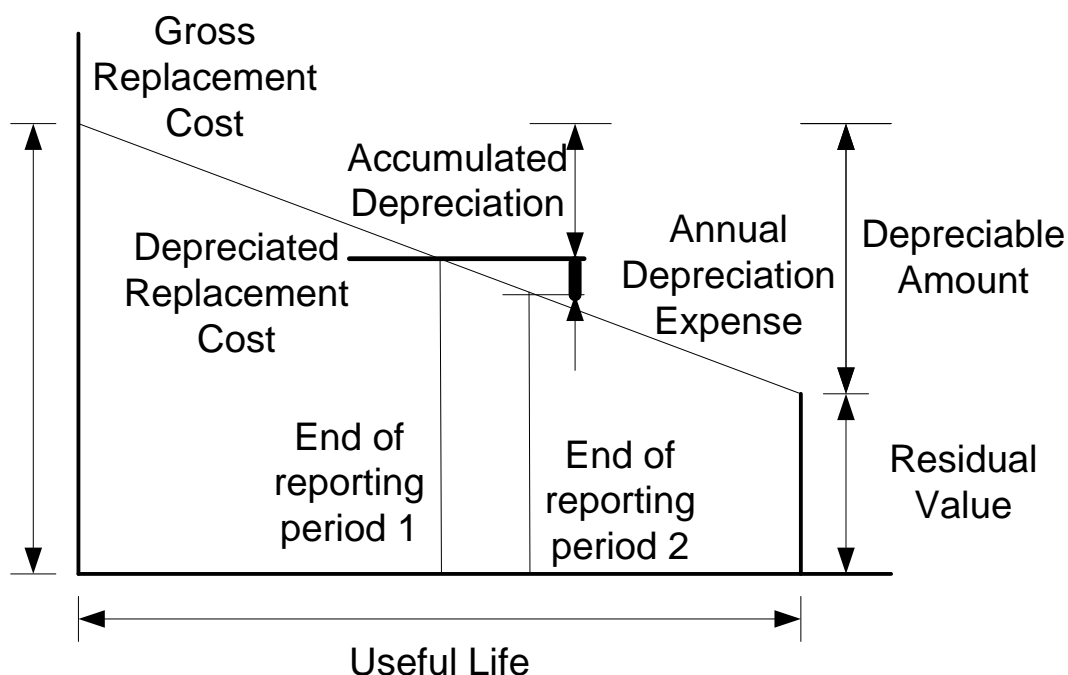 Gross
Replacement
Cost
Accumulated
Depreciation
Depreciated
Replacement
Cost
Annual
Depreciation
Expense
Depreciable
Amount
End of
reporting
period 1
End of
reporting
period 2
Residual
Value
Useful Life